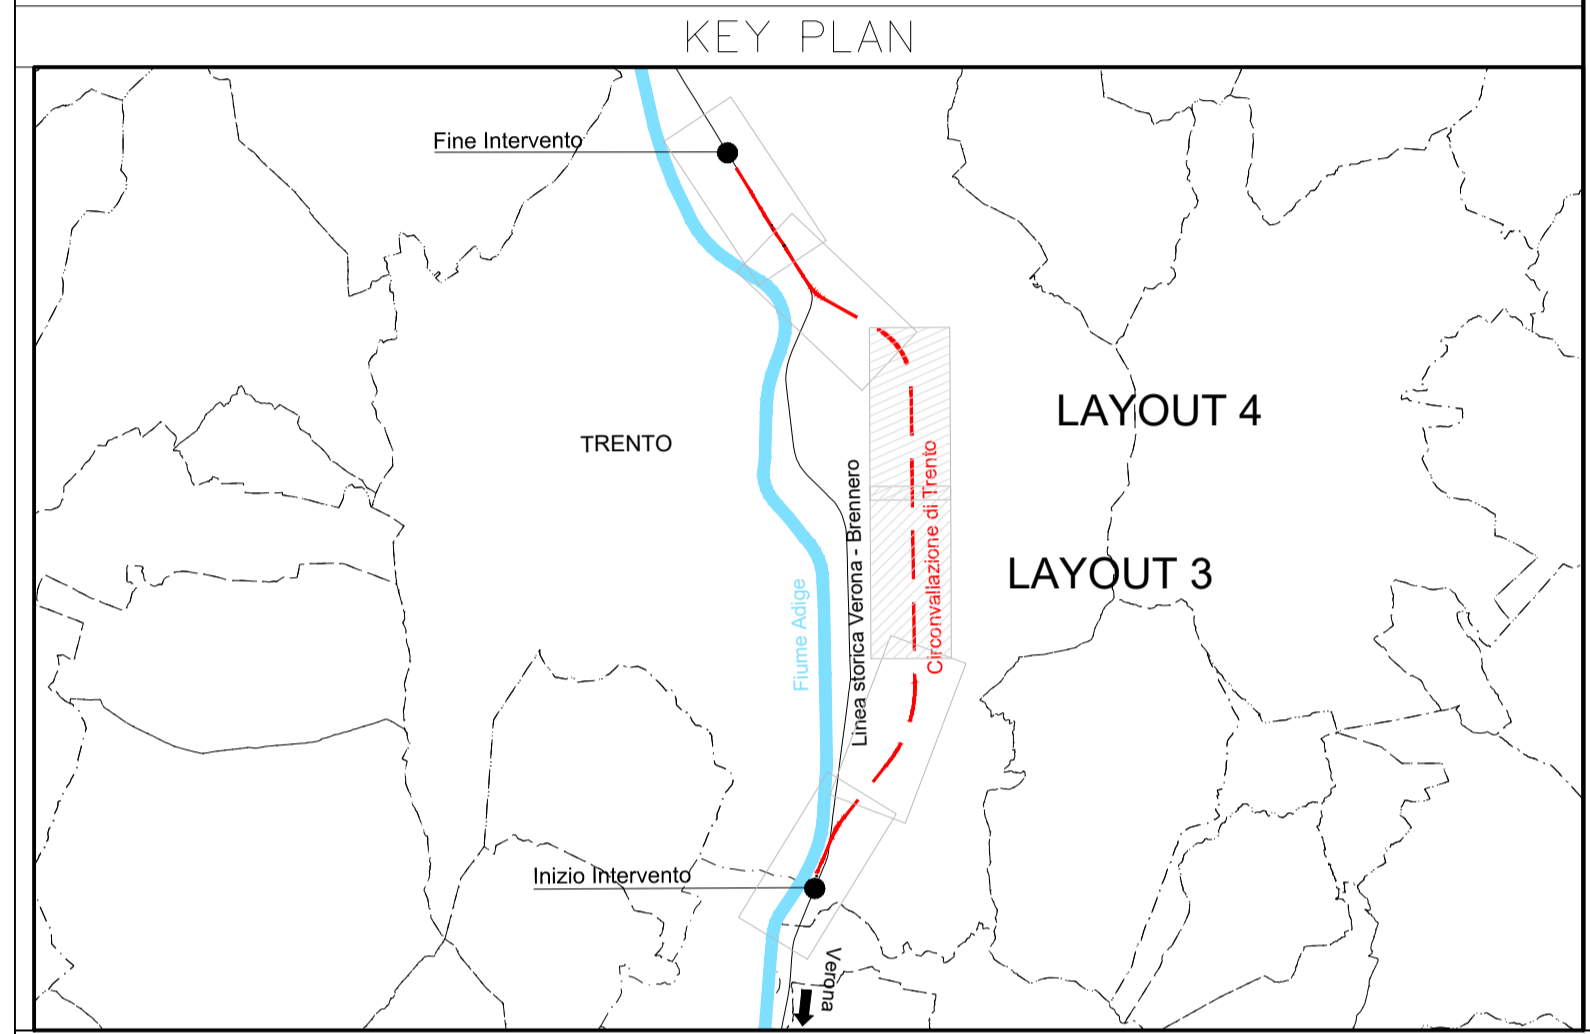 KEY PLAN
Fine Intervento
LAYOUT 4
TRENTO
Circonvallazione di Trento
Linea storica Verona - Brennero
LAYOUT 3
Fiume Adige
Inizio Intervento
Verona